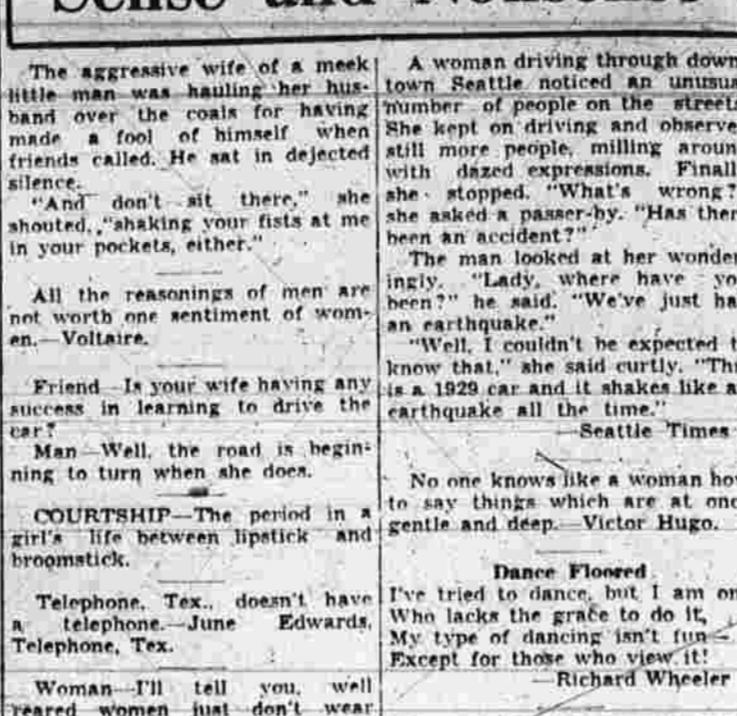 Sense and Nonsense
The aggressive wife of a meek
little man was hauling her hus-
band over the coals for having
made a fool of himself when
friends called. He sat in dejected
silence.
"And don't sit there," she
shouted, "shaking your fists at me
in your pockets, either."
All the reasonings of men are
not worth one sentiment of wom-
en.—Voltaire.
Friend—Is your wife having any
success in learning to drive the
car?
Man—Well, the road is begin-
ning to turn when she does.
COURTSHIP—The period in a
girl's life between lipstick and
broomstick.
Telephone, Tex., doesn't have
a telephone.—June Edwards,
Telephone, Tex.
Woman—I'll tell you, well
reared women just don't wear
A woman driving through down
town Seattle noticed an unusua
number of people on the streets
She kept on driving and observe
still more people, milling aroun
with dazed expressions. Finall
she stopped. "What's wrong?
she asked a passer-by. "Has ther
been an accident?"
The man looked at her wonder
ingly. "Lady, where have yo
been?" he said. "We've just ha
an earthquake."
"Well, I couldn't be expected t
know that," she said curtly. "Thi
is a 1929 car and it shakes like a
earthquake all the time."
—Seattle Times
No one knows like a woman ho
to say things which are at onc
gentle and deep.—Victor Hugo.
Dance Floored
I've tried to dance, but I am on
Who lacks the grace to do it,
My type of dancing isn't fun—
Except for those who view it!
—Richard Wheeler